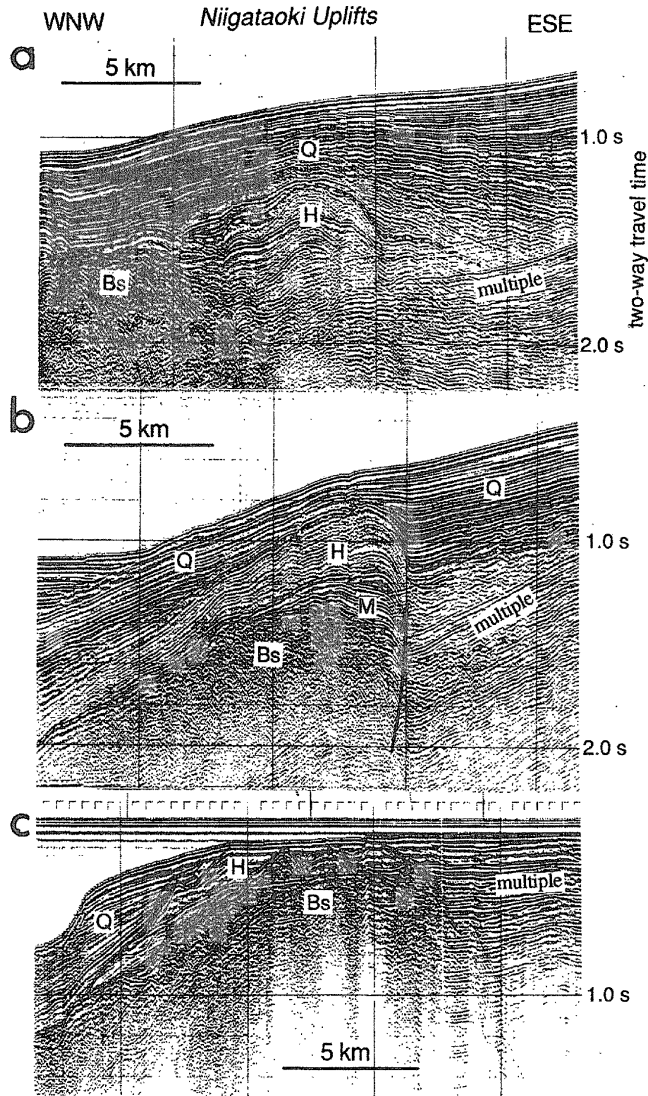 WNW Niigataoki Uplifts ESE
a
5 km
1.0 s
Q
H
Bs
multiple
two-way travel time
2.0 s
b
5 km
Q
1.0 s
Q
H
M
multiple
Bs
2.0 s
c
H
Bs
multiple
Q
1.0 s
5 km